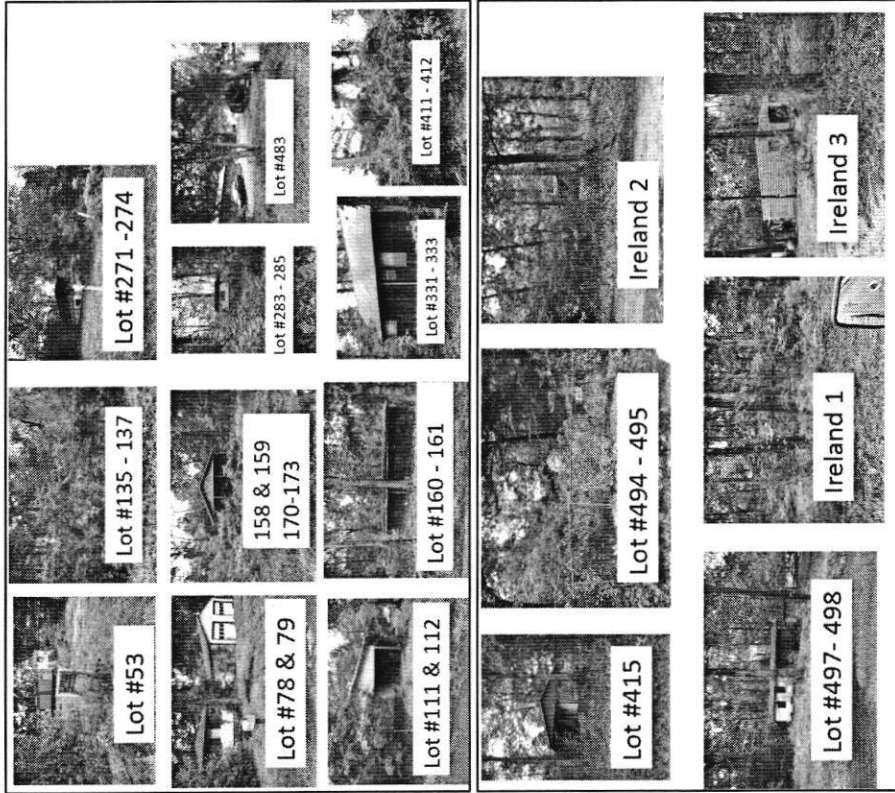 Lot #271 -274
Lot #483
Lot #411 - 412
Lot #283 - 285
Lot #331 - 333
Lot #135 - 137
158 & 159
170-173
Lot #160 - 161
Lot #53
Lot #78 & 79
Lot #111 & 112
Ireland 2
Ireland 3
Lot #494 - 495
Ireland 1
Lot #415
Lot #497- 498